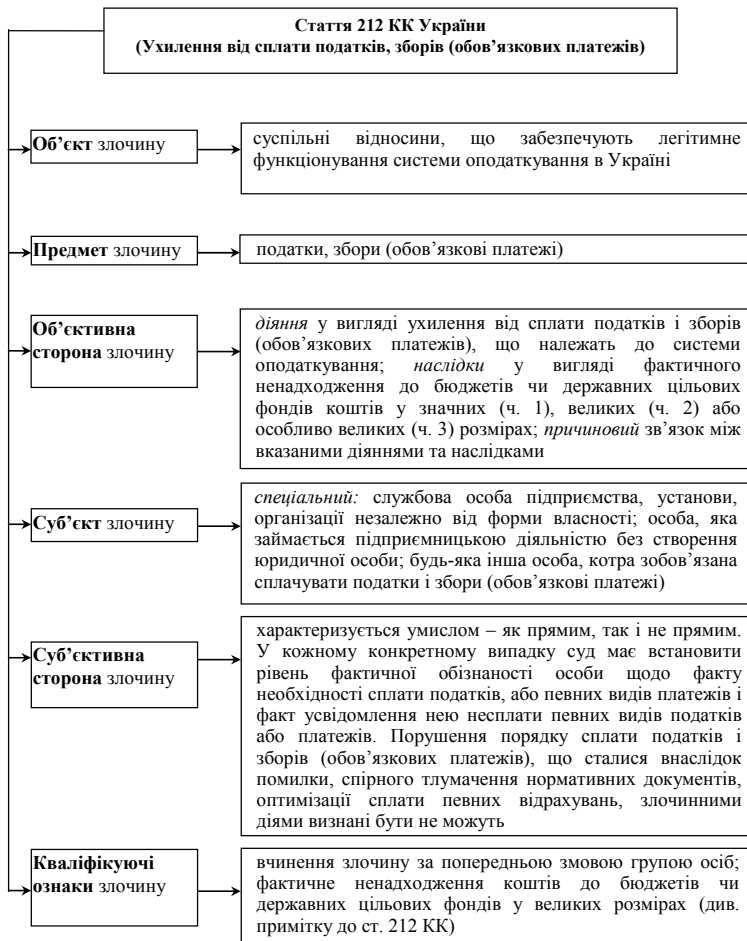 Стаття 212 КК України
(Ухилення від сплати податків, зборів (обов’язкових платежів)
Об’єкт злочину
суспільні відносини, що забезпечують легітимне
функціонування системи оподаткування в Україні
Предмет злочину
податки, збори (обов’язкові платежі)
Об’єктивна
сторона злочину
діяння у вигляді ухилення від сплати податків і зборів
(обов’язкових платежів), що належать до системи
оподаткування; наслідки у вигляді фактичного
ненадходження до бюджетів чи державних цільових
фондів коштів у значних (ч. 1), великих (ч. 2) або
особливо великих (ч. 3) розмірах; причиновий зв’язок між
вказаними діяннями та наслідками
Суб’єкт злочину
спеціальний: службова особа підприємства, установи,
організації незалежно від форми власності; особа, яка
займається підприємницькою діяльністю без створення
юридичної особи; будь-яка інша особа, котра зобов’язана
сплачувати податки і збори (обов’язкові платежі)
Суб’єктивна
сторона злочину
характеризується умислом – як прямим, так і не прямим.
У кожному конкретному випадку суд має встановити
рівень фактичної обізнаності особи щодо факту
необхідності сплати податків, або певних видів платежів і
факт усвідомлення нею несплати певних видів податків
або платежів. Порушення порядку сплати податків і
зборів (обов’язкових платежів), що сталися внаслідок
помилки, спірного тлумачення нормативних документів,
оптимізації сплати певних відрахувань, злочинними
діями визнані бути не можуть
Кваліфікуючі
ознаки злочину
вчинення злочину за попередньою змовою групою осіб;
фактичне ненадходження коштів до бюджетів чи
державних цільових фондів у великих розмірах (див.
примітку до ст. 212 КК)